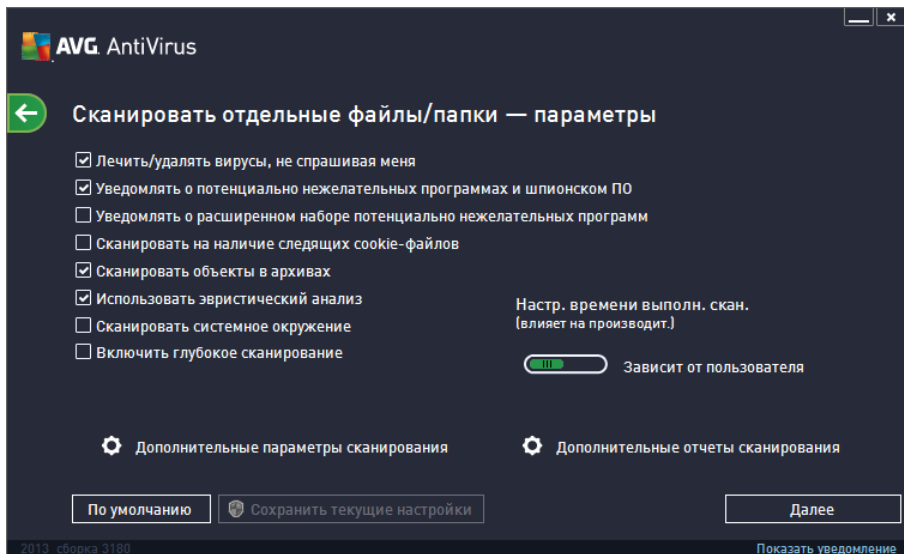 AVG. AntiVirus
Сканировать отдельные файлы/папки — параметры
Лечить/удалять вирусы, не спрашивая меня
Уведомлять о потенциально нежелательных программах и шпионском ПО
Уведомлять о расширенном наборе потенциально нежелательных программ
Сканировать на наличие следящих cookie-файлов
Сканировать объекты в архивах
Использовать эвристический анализ
Сканировать системное окружение
Включить глубокое сканирование
Настр. времени выполн. скан.
(влияет на производит.)
Зависит от пользователя
Дополнительные параметры сканирования
Дополнительные отчеты сканирования
По умолчанию
Сохранить текущие настройки
Далее
2013 сборка 3180
Показать уведомление